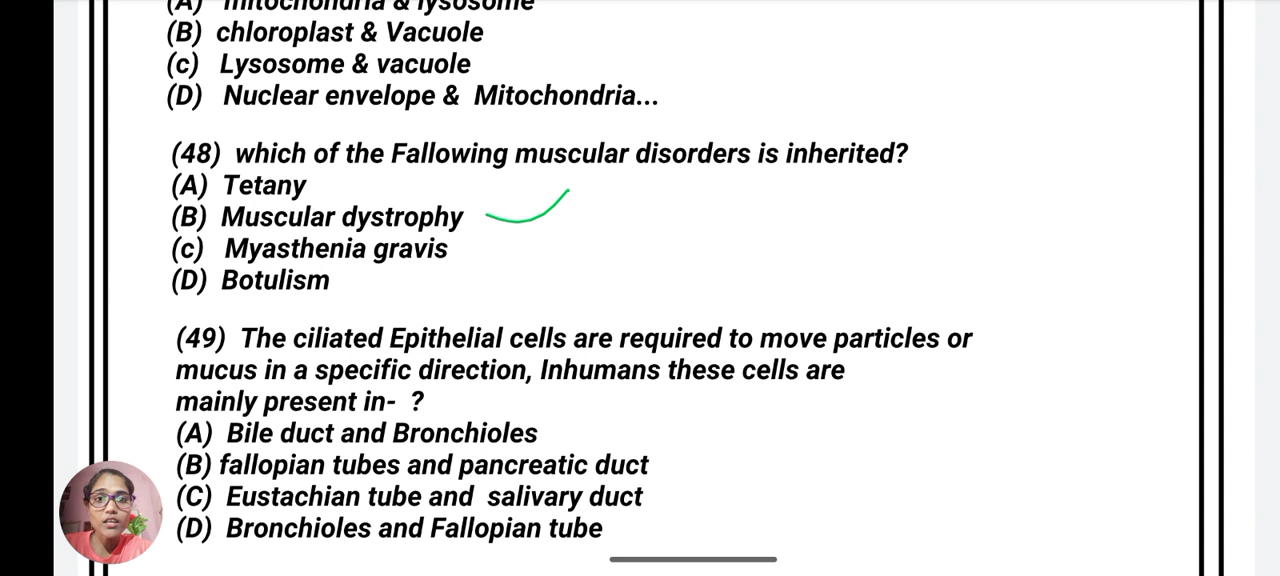 (A) mitochondria & lysosome
(B) chloroplast & Vacuole
(c) Lysosome & vacuole
(D) Nuclear envelope & Mitochondria...
(48) which of the Fallowing muscular disorders is inherited?
(A) Tetany
(B) Muscular dystrophy
(c) Myasthenia gravis
(D) Botulism
(49) The ciliated Epithelial cells are required to move particles or
mucus in a specific direction, Inhumans these cells are
mainly present in- ?
(A) Bile duct and Bronchioles
(B) fallopian tubes and pancreatic duct
(C) Eustachian tube and salivary duct
(D) Bronchioles and Fallopian tube